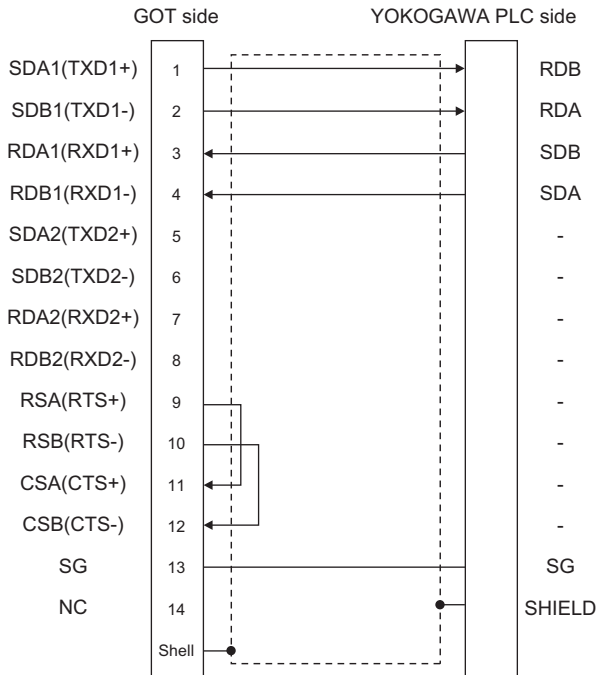 GOT side YOKOGAWA PLC side
SDA1(TXD1+) 1 RDB
SDB1(TXD1-) 2 RDA
RDA1(RXD1+) 3 SDB
RDB1(RXD1-) 4 SDA
SDA2(TXD2+) 5 -
SDB2(TXD2-) 6 -
RDA2(RXD2+) 7 -
RDB2(RXD2-) 8 -
RSA(RTS+) 9 -
RSB(RTS-) 10 -
CSA(CTS+) 11 -
CSB(CTS-) 12 -
SG 13 SG
NC 14 SHIELD
Shell